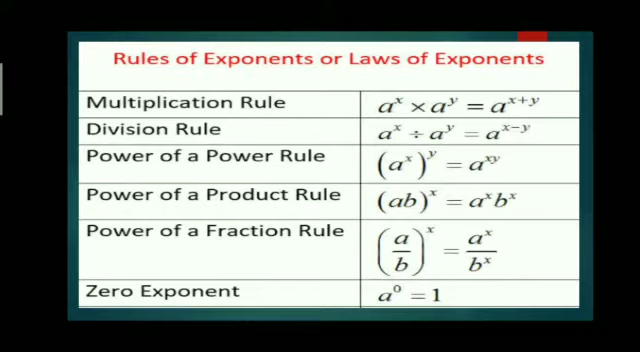 Rules of Exponents or Laws of Exponents
Multiplication Rule a^x × a^y = a^(x+y)
Division Rule a^x ÷ a^y = a^(x−y)
Power of a Power Rule (a^x)^y = a^(xy)
Power of a Product Rule (ab)^x = a^x b^x
Power of a Fraction Rule (a/b)^x = a^x/b^x
Zero Exponent a^0 = 1